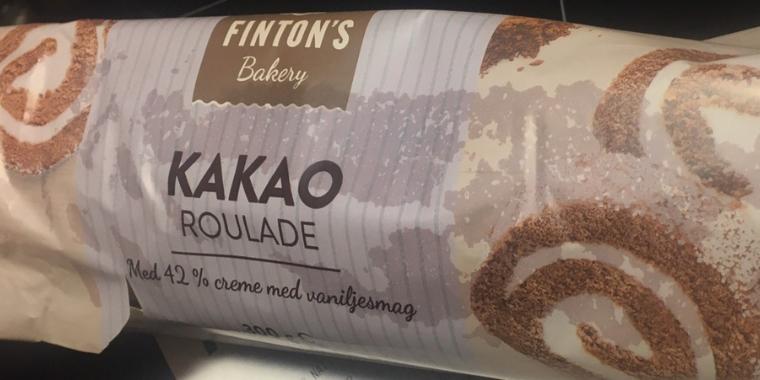 FINTON'S
Bakery
KAKAO
ROULADE
Med 42 % creme med vaniljesmag